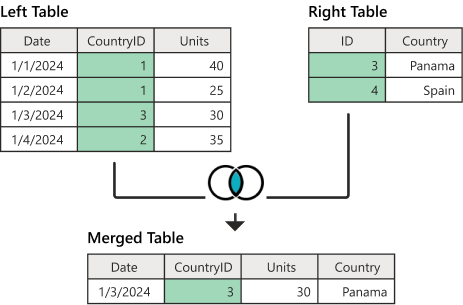 Left Table
Date CountryID Units
1/1/2024 1 40
1/2/2024 1 25
1/3/2024 3 30
1/4/2024 2 35
Right Table
ID Country
3 Panama
4 Spain
Merged Table
Date CountryID Units Country
1/3/2024 3 30 Panama